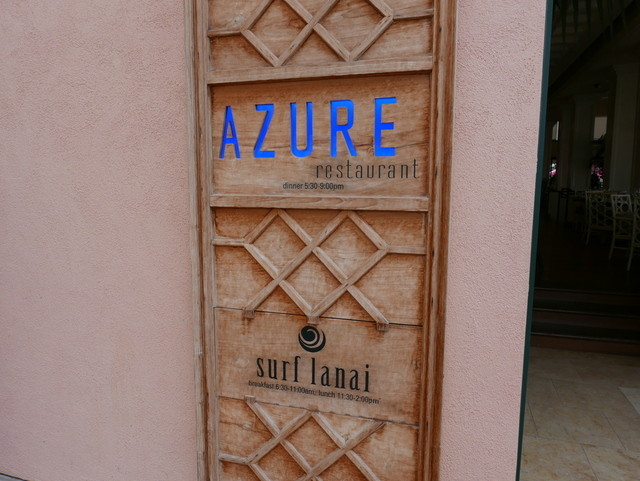 AZURE
restaurant
dinner 5:30-9:00pm
surf lanai
breakfast 6:30-11:00am, lunch 11:30-2:00pm